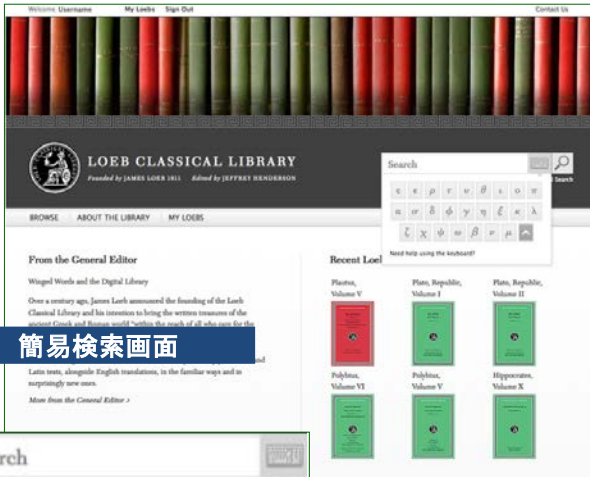 Welcome Username My Loebs Sign Out Contact Us
LOEB CLASSICAL LIBRARY
Founded by JAMES LOEB 1911 Edited by JEFFREY HENDERSON
Search
Search
ς ε ρ τ υ θ ι ο π
α σ δ φ γ η ξ κ λ
ζ χ ψ ω β ν μ
Need help using the keyboard?
BROWSE ABOUT THE LIBRARY MY LOEBS
From the General Editor
Winged Words and the Digital Library
Over a century ago, James Loeb announced the founding of the Loeb
Classical Library and his intention to bring the written treasures of the
ancient Greek and Roman world "within the reach of all who care for the
簡易検索画面
and
Latin texts, alongside English translations, in the familiar ways and in
surprisingly new ones.
More from the General Editor >
Recent Loeb
Plautus,
Volume V
Plato, Republic,
Volume I
Plato, Republic,
Volume II
Polybius,
Volume VI
Polybius,
Volume V
Hippocrates,
Volume X
rch